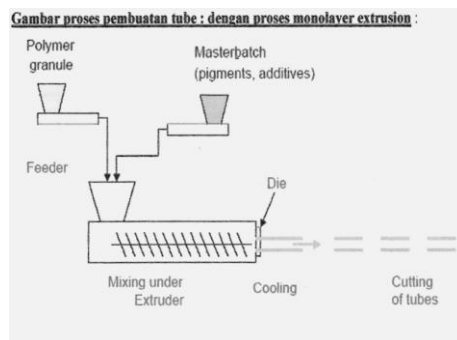 Gambar proses pembuatan tube : dengan proses monolayer extrusion :
Polymer
granule
Masterbatch
(pigments, additives)
Feeder
Die
Mixing under
Extruder
Cooling
Cutting
of tubes